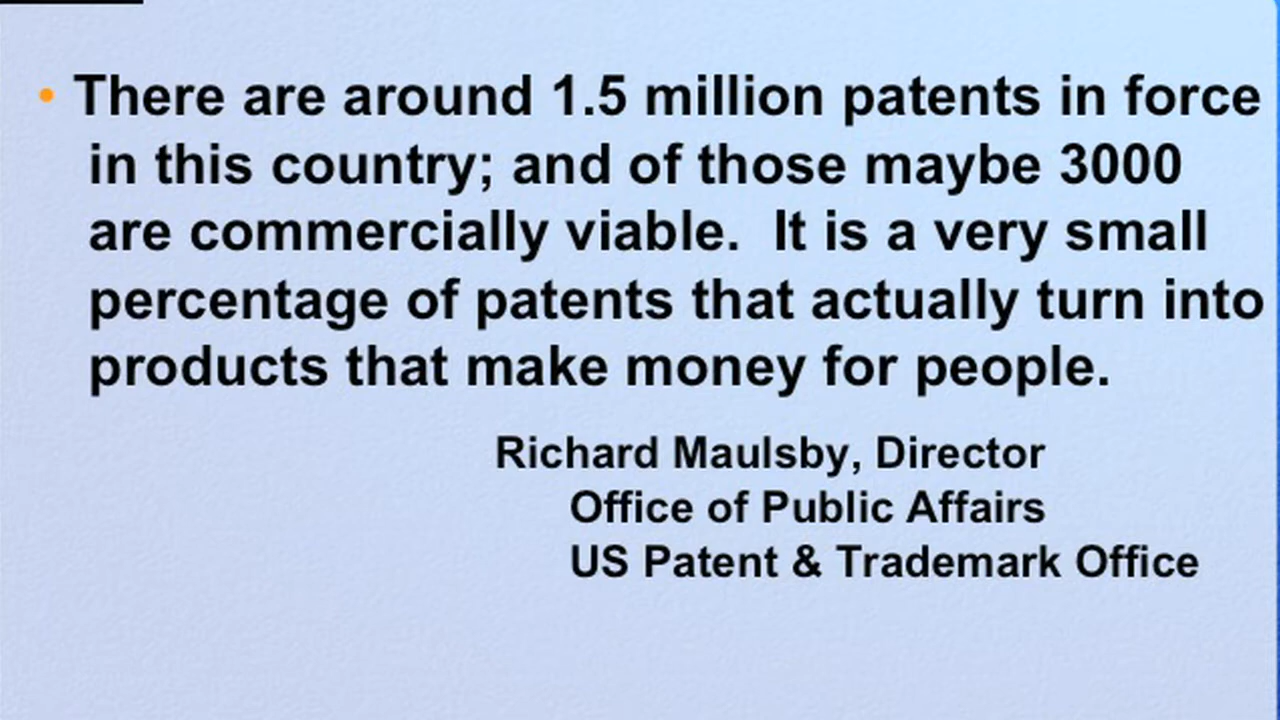 • There are around 1.5 million patents in force
in this country; and of those maybe 3000
are commercially viable.  It is a very small
percentage of patents that actually turn into
products that make money for people.
Richard Maulsby, Director
Office of Public Affairs
US Patent & Trademark Office